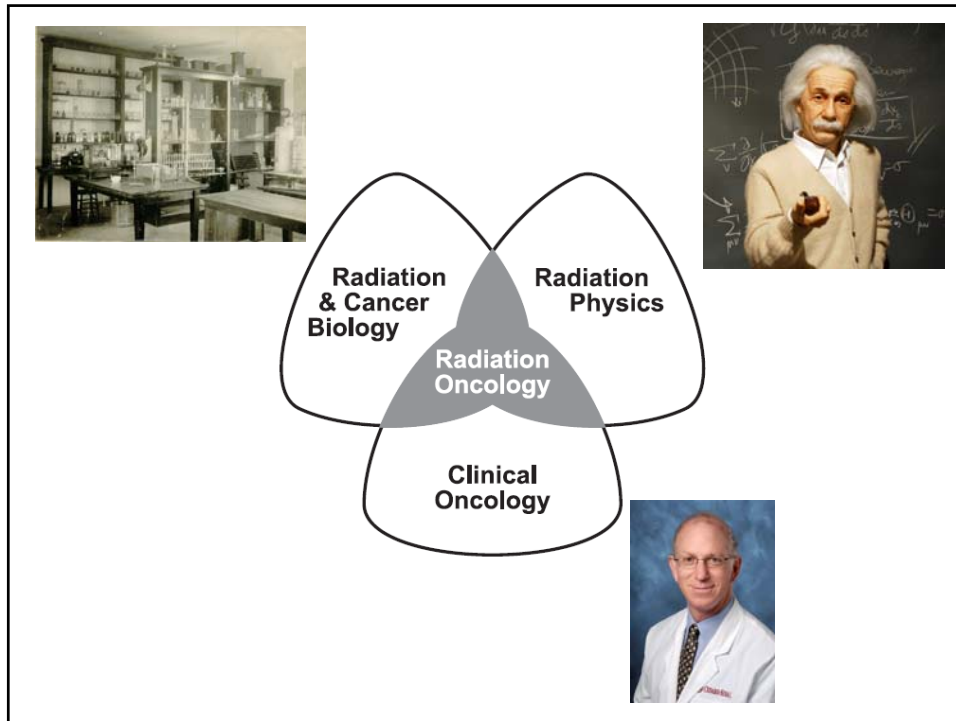 Radiation
& Cancer
Biology
Radiation
Physics
Radiation
Oncology
Clinical
Oncology